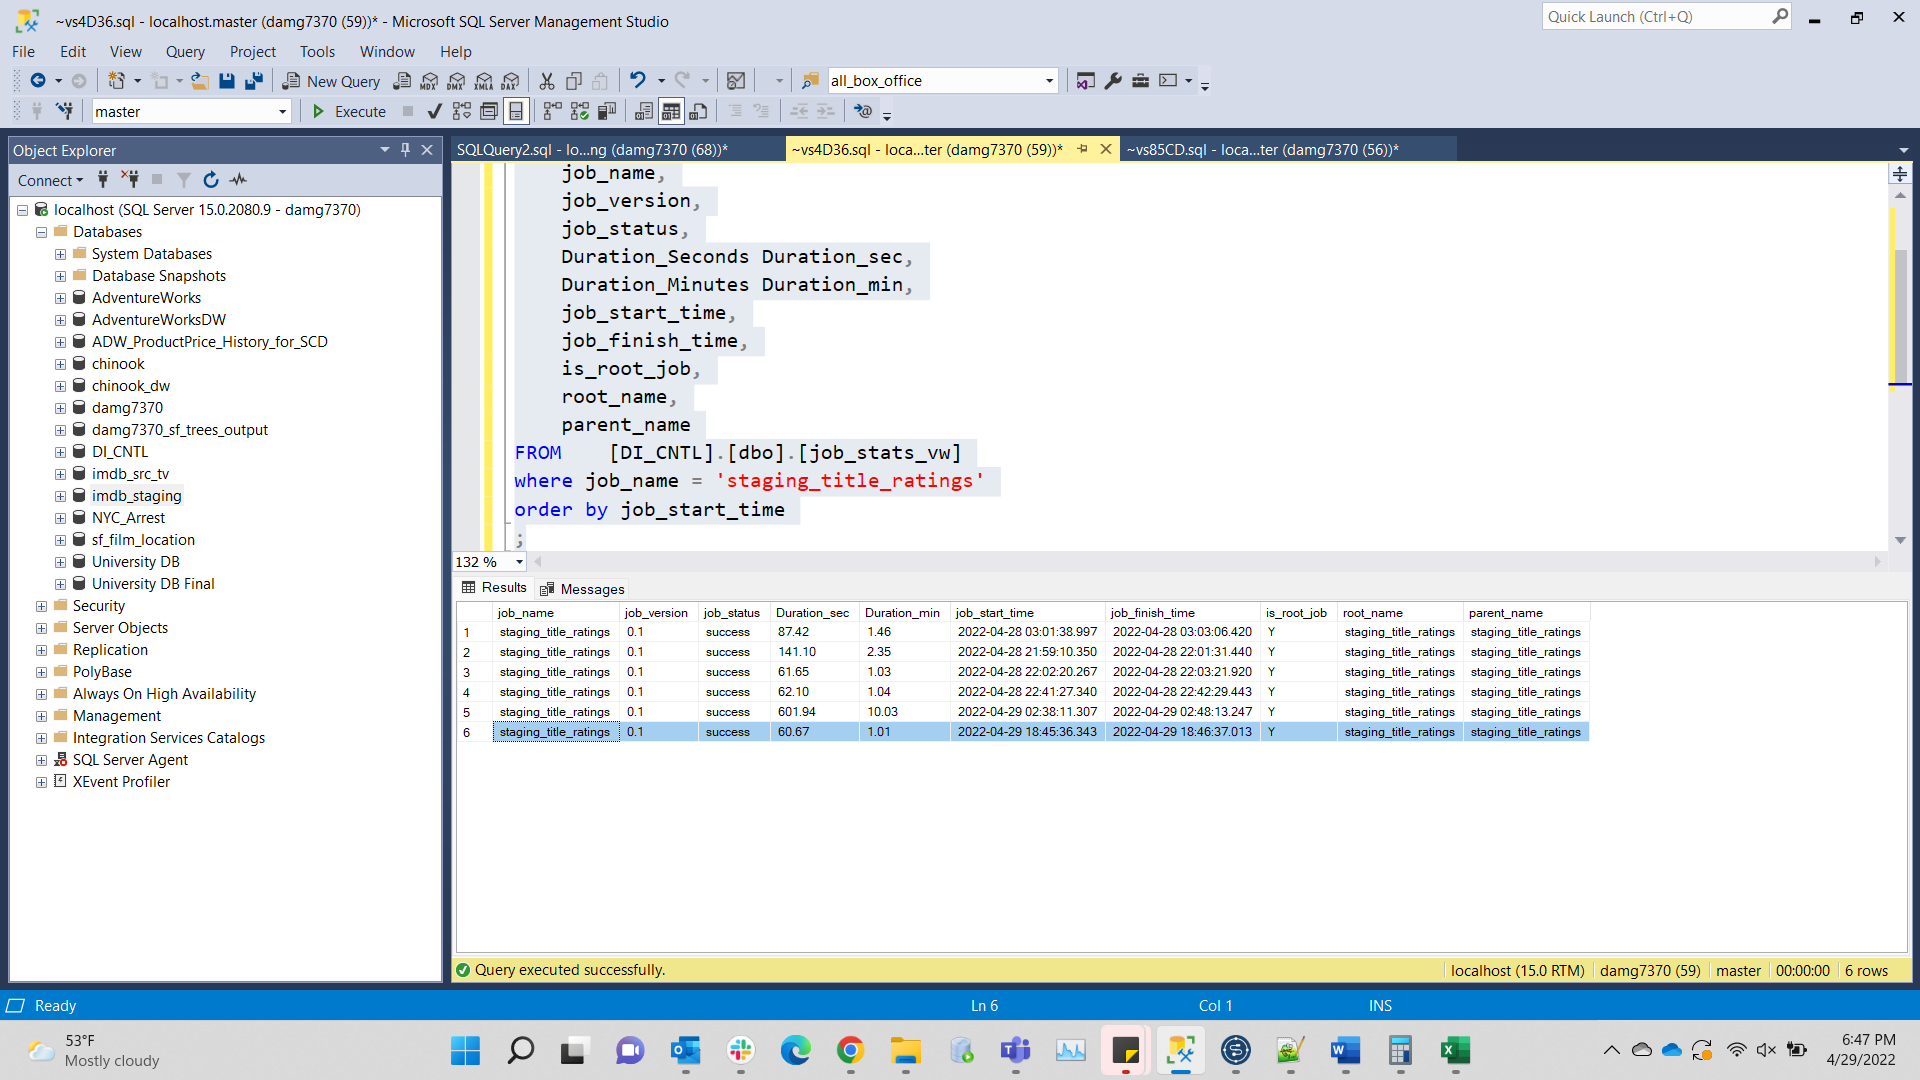 ~vs4D36.sql - localhost.master (damg7370 (59))* - Microsoft SQL Server Management Studio
Quick Launch (Ctrl+Q)
File Edit View Query Project Tools Window Help
New Query MDX DMX XMLA DAX all_box_office
master Execute
Object Explorer
Connect
localhost (SQL Server 15.0.2080.9 - damg7370)
Databases
System Databases
Database Snapshots
AdventureWorks
AdventureWorksDW
ADW_ProductPrice_History_for_SCD
chinook
chinook_dw
damg7370
damg7370_sf_trees_output
DI_CNTL
imdb_src_tv
imdb_staging
NYC_Arrest
sf_film_location
University DB
University DB Final
Security
Server Objects
Replication
PolyBase
Always On High Availability
Management
Integration Services Catalogs
SQL Server Agent
XEvent Profiler
SQLQuery2.sql - lo...ng (damg7370 (68))* ~vs4D36.sql - loca...ter (damg7370 (59))* ~vs85CD.sql - loca...ter (damg7370 (56))*
job_name,
job_version,
job_status,
Duration_Seconds Duration_sec,
Duration_Minutes Duration_min,
job_start_time,
job_finish_time,
is_root_job,
root_name,
parent_name
FROM [DI_CNTL].[dbo].[job_stats_vw]
where job_name = 'staging_title_ratings'
order by job_start_time
;
132 %
Results Messages
job_name job_version job_status Duration_sec Duration_min job_start_time job_finish_time is_root_job root_name parent_name
1 staging_title_ratings 0.1 success 87.42 1.46 2022-04-28 03:01:38.997 2022-04-28 03:03:06.420 Y staging_title_ratings staging_title_ratings
2 staging_title_ratings 0.1 success 141.10 2.35 2022-04-28 21:59:10.350 2022-04-28 22:01:31.440 Y staging_title_ratings staging_title_ratings
3 staging_title_ratings 0.1 success 61.65 1.03 2022-04-28 22:02:20.267 2022-04-28 22:03:21.920 Y staging_title_ratings staging_title_ratings
4 staging_title_ratings 0.1 success 62.10 1.04 2022-04-28 22:41:27.340 2022-04-28 22:42:29.443 Y staging_title_ratings staging_title_ratings
5 staging_title_ratings 0.1 success 601.94 10.03 2022-04-29 02:38:11.307 2022-04-29 02:48:13.247 Y staging_title_ratings staging_title_ratings
6 staging_title_ratings 0.1 success 60.67 1.01 2022-04-29 18:45:36.343 2022-04-29 18:46:37.013 Y staging_title_ratings staging_title_ratings
Query executed successfully. localhost (15.0 RTM) damg7370 (59) master 00:00:00 6 rows
Ready Ln 6 Col 1 INS
53°F
Mostly cloudy
6:47 PM
4/29/2022